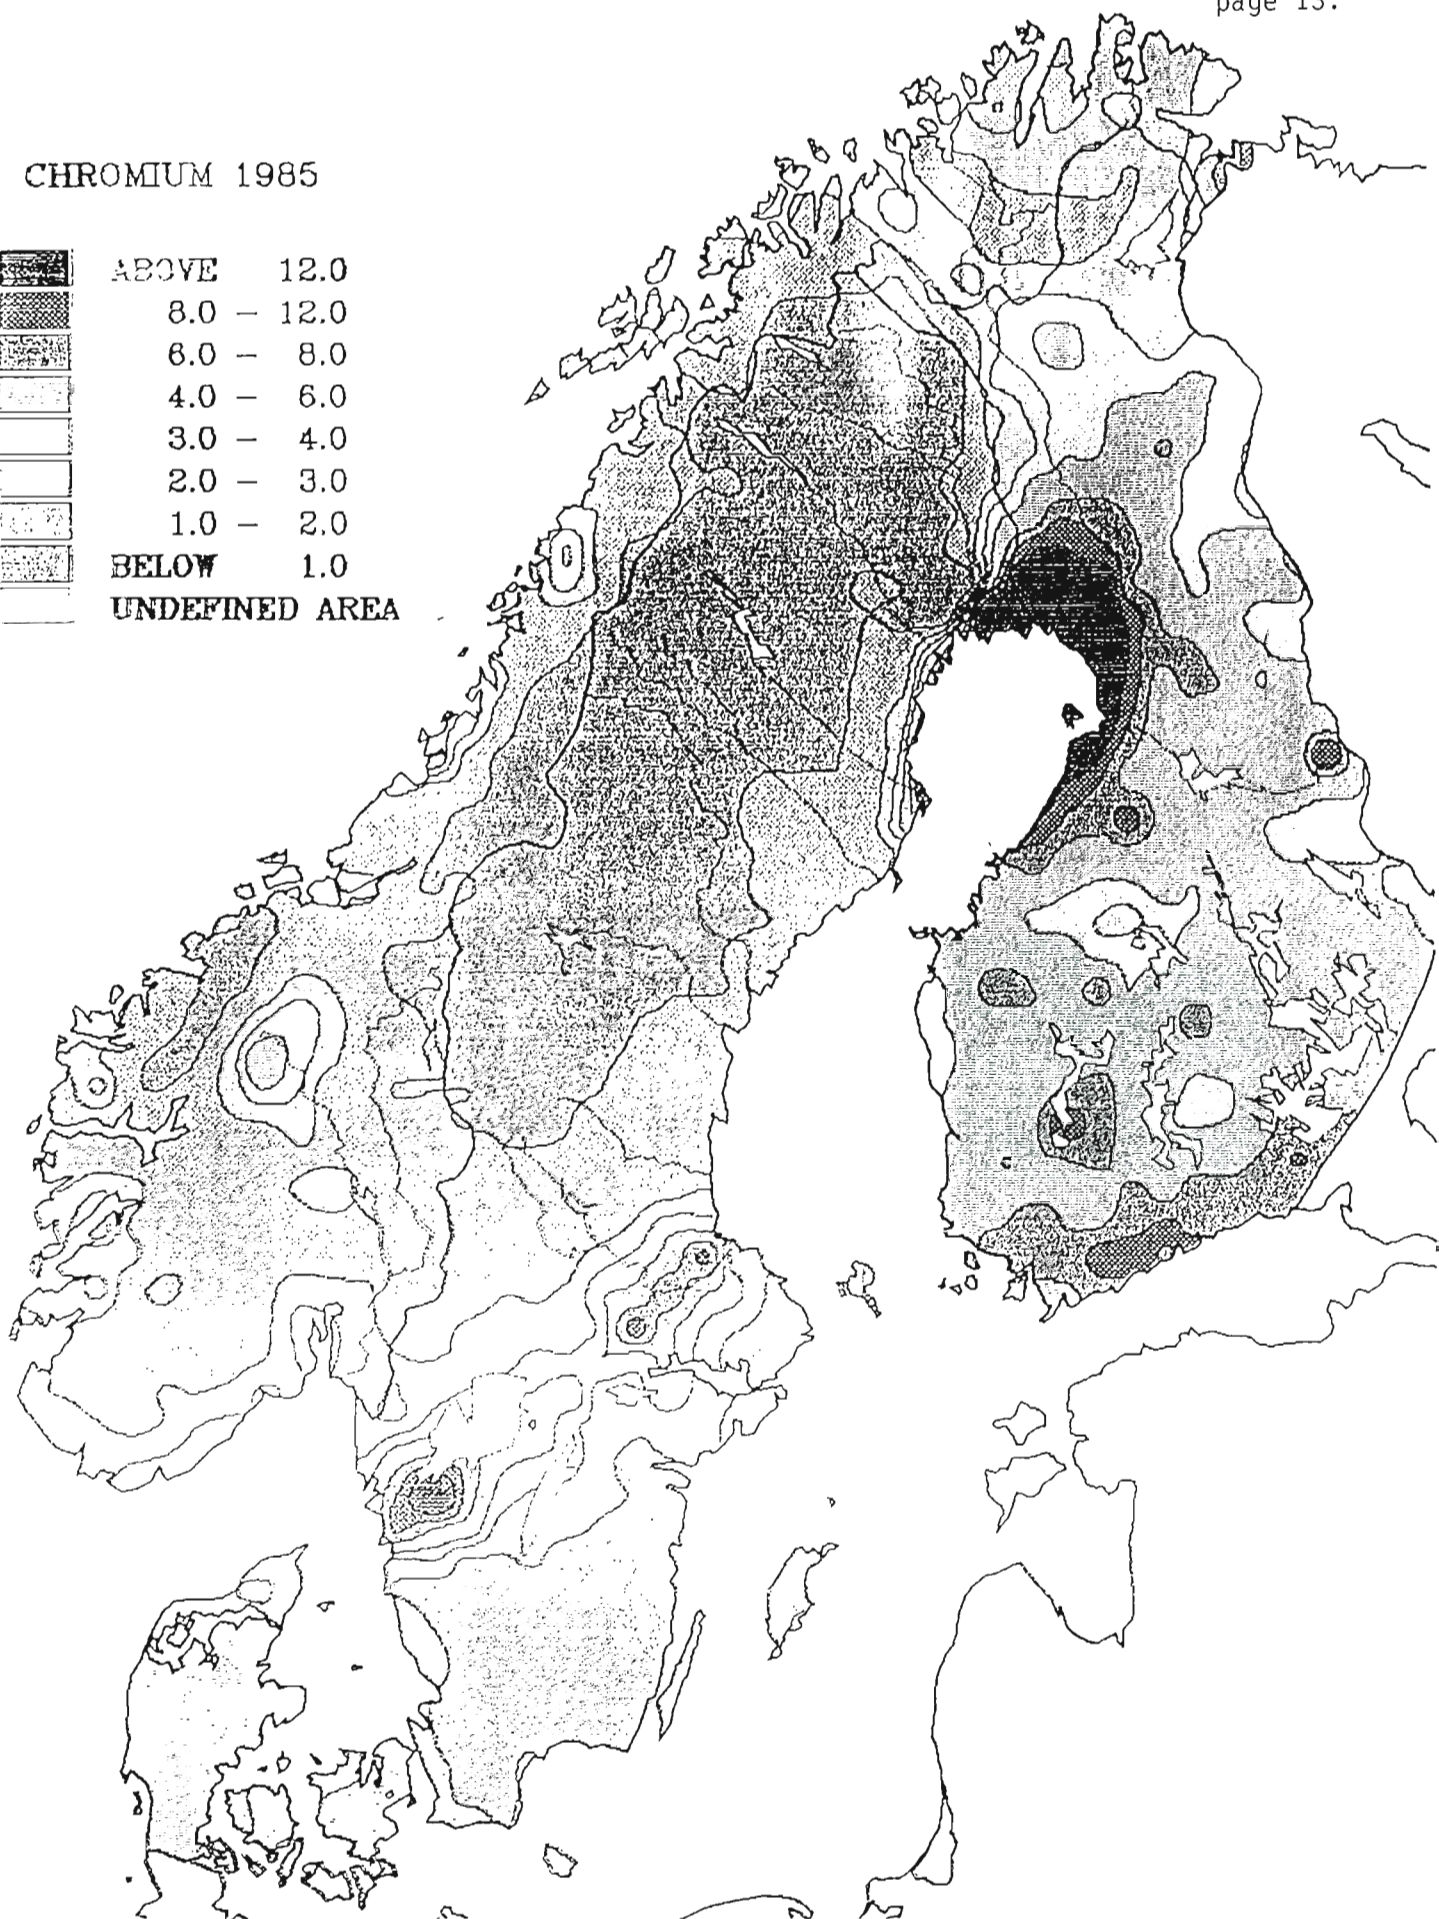 page 13.
CHROMIUM 1985
ABOVE 12.0
8.0 – 12.0
6.0 – 8.0
4.0 – 6.0
3.0 – 4.0
2.0 – 3.0
1.0 – 2.0
BELOW 1.0
UNDEFINED AREA